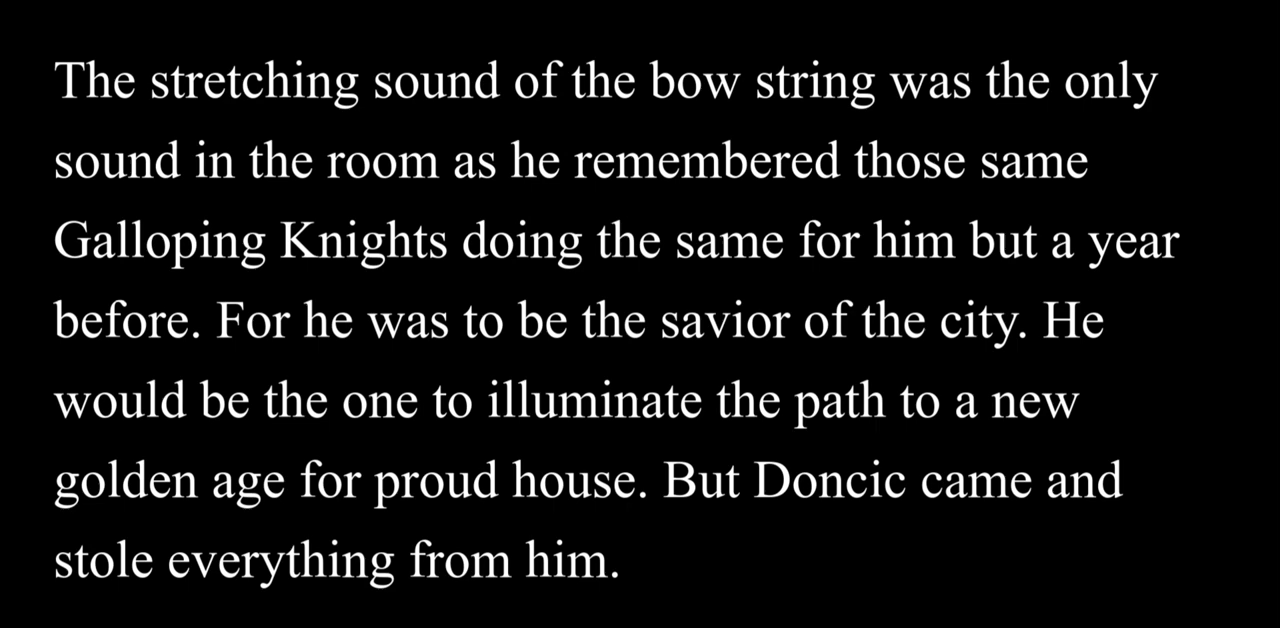 The stretching sound of the bow string was the only
sound in the room as he remembered those same
Galloping Knights doing the same for him but a year
before. For he was to be the savior of the city. He
would be the one to illuminate the path to a new
golden age for proud house. But Doncic came and
stole everything from him.